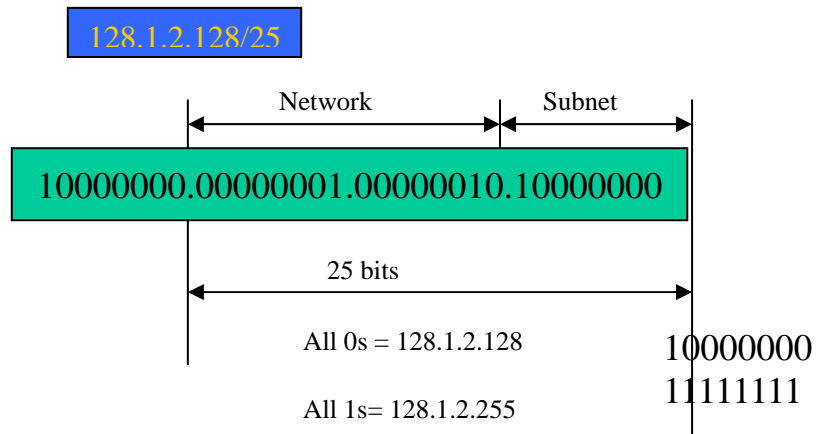 128.1.2.128/25
Network Subnet
10000000.00000001.00000010.10000000
25 bits
All 0s = 128.1.2.128
10000000
11111111
All 1s= 128.1.2.255